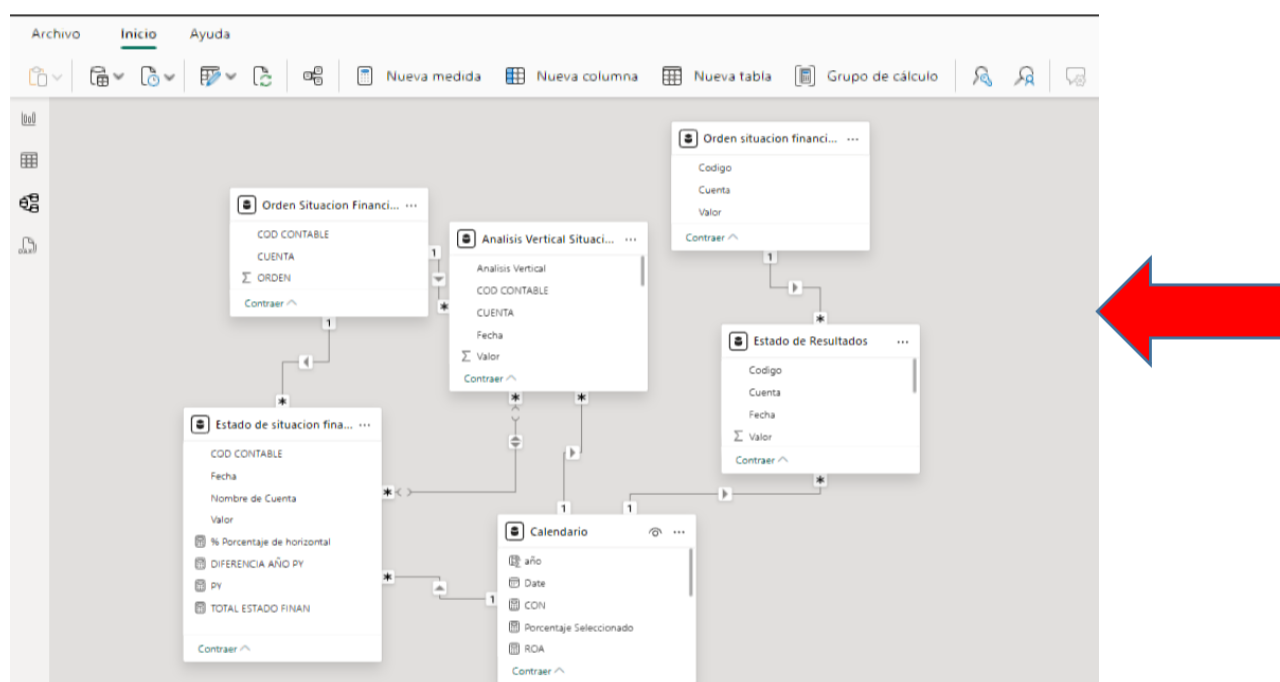 Archivo Inicio Ayuda
Nueva medida Nueva columna Nueva tabla Grupo de cálculo
Orden situacion financi... ...
Codigo
Cuenta
Valor
Contraer
Orden Situacion Financi... ...
COD CONTABLE
CUENTA
Σ ORDEN
Contraer
Analisis Vertical Situaci... ...
Analisis Vertical
COD CONTABLE
CUENTA
Fecha
Σ Valor
Contraer
1
*
1
*
1
*
Estado de Resultados ...
Codigo
Cuenta
Fecha
Σ Valor
Contraer
Estado de situacion fina... ...
COD CONTABLE
Fecha
Nombre de Cuenta
Valor
% Porcentaje de horizontal
DIFERENCIA AÑO PY
PY
TOTAL ESTADO FINAN
Contraer
* *
*
*
*
1 1
1
Calendario ...
año
Date
CON
Porcentaje Seleccionado
ROA
Contraer